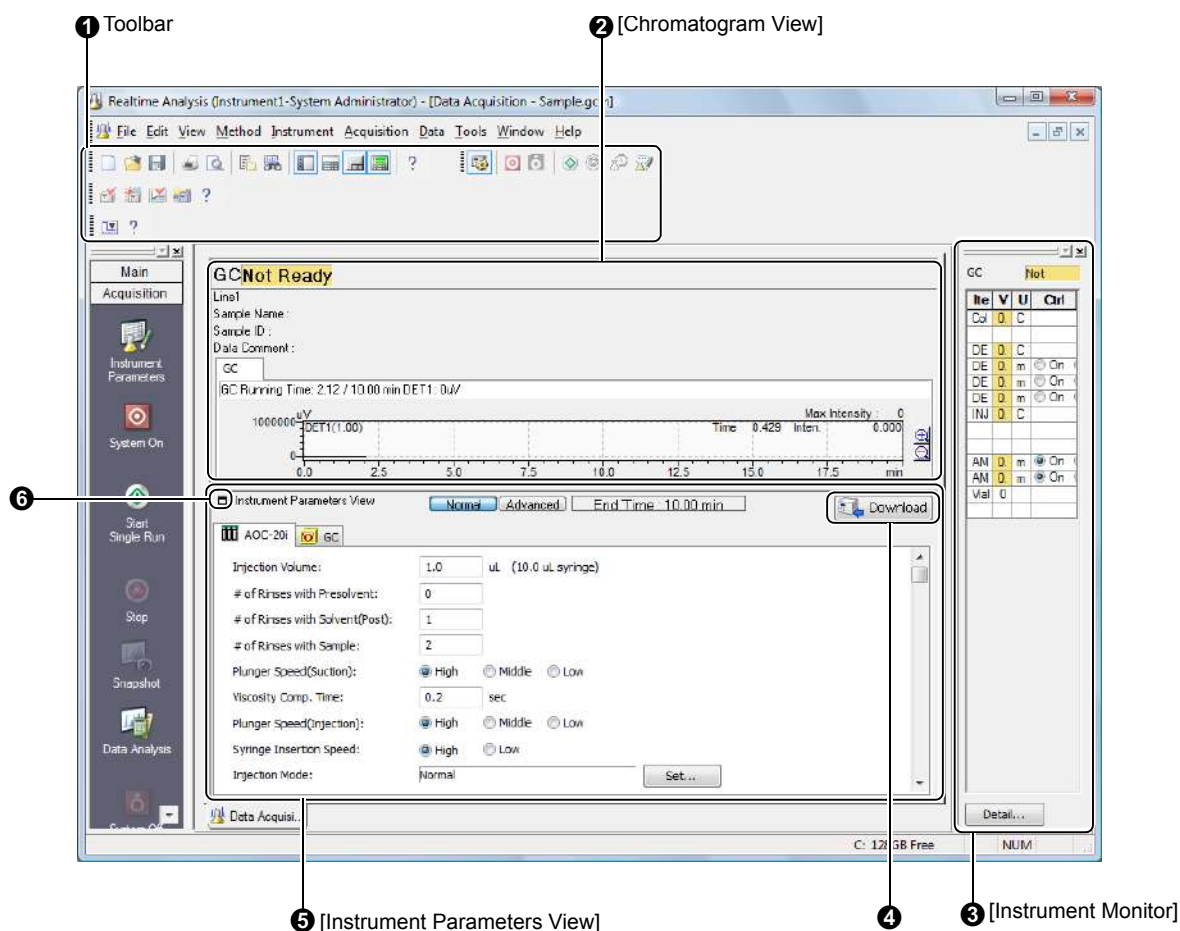 1 Toolbar
2 [Chromatogram View]
Realtime Analysis (Instrument1-System Administrator) - [Data Acquisition - Sample.gcm]
File Edit View Method Instrument Acquisition Data Tools Window Help
?
?
?
Main
Acquisition
Instrument
Parameters
System On
Start
Single Run
Stop
Snapshot
Data Analysis
GC Not Ready
Line1
Sample Name :
Sample ID :
Data Comment :
GC
GC Running Time: 2.12 / 10.00 min DET1: 0uV
uV
Max Intensity : 0
1000000
DET1(1.00)
Time 0.429 Inten. 0.000
0
0.0 2.5 5.0 7.5 10.0 12.5 15.0 17.5 min
6
Instrument Parameters View
Normal
Advanced
End Time : 10.00 min
Download
AOC-20i
GC
Injection Volume: 1.0 uL (10.0 uL syringe)
# of Rinses with Presolvent: 0
# of Rinses with Solvent(Post): 1
# of Rinses with Sample: 2
Plunger Speed(Suction): High Middle Low
Viscosity Comp. Time: 0.2 sec
Plunger Speed(Injection): High Middle Low
Syringe Insertion Speed: High Low
Injection Mode: Normal Set...
Data Acquisi...
GC Not
Ite V U Ctrl
Col 0. C
DE 0. C
DE 0. m On
DE 0. m On
DE 0. m On
INJ 0. C
AM 0. m On
AM 0. m On
Vial 0
Detail...
C: 128GB Free
NUM
5 [Instrument Parameters View]
4
3 [Instrument Monitor]